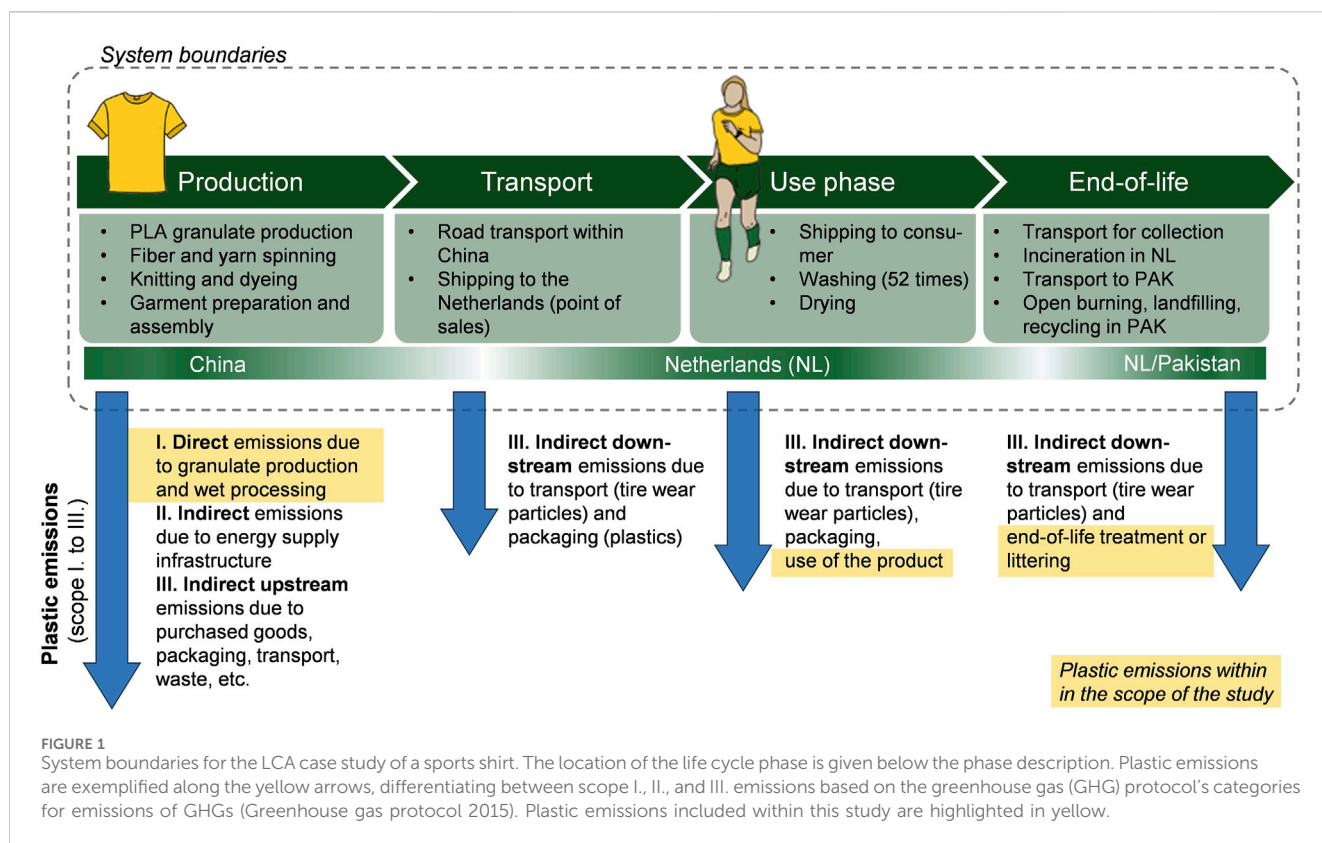 System boundaries
Production
Transport
Use phase
End-of-life
• PLA granulate production
• Fiber and yarn spinning
• Knitting and dyeing
• Garment preparation and
assembly
• Road transport within
China
• Shipping to the
Netherlands (point of
sales)
• Shipping to consu-
mer
• Washing (52 times)
• Drying
• Transport for collection
• Incineration in NL
• Transport to PAK
• Open burning, landfilling,
recycling in PAK
China
Netherlands (NL)
NL/Pakistan
Plastic emissions
(scope I. to III.)
I. Direct emissions due
to granulate production
and wet processing
II. Indirect emissions
due to energy supply
infrastructure
III. Indirect upstream
emissions due to
purchased goods,
packaging, transport,
waste, etc.
III. Indirect down-
stream emissions due
to transport (tire wear
particles) and
packaging (plastics)
III. Indirect down-
stream emissions
due to transport (tire
wear particles),
packaging,
use of the product
III. Indirect down-
stream emissions due
to transport (tire wear
particles) and
end-of-life treatment or
littering
Plastic emissions within
in the scope of the study
FIGURE 1
System boundaries for the LCA case study of a sports shirt. The location of the life cycle phase is given below the phase description. Plastic emissions
are exemplified along the yellow arrows, differentiating between scope I., II., and III. emissions based on the greenhouse gas (GHG) protocol's categories
for emissions of GHGs (Greenhouse gas protocol 2015). Plastic emissions included within this study are highlighted in yellow.